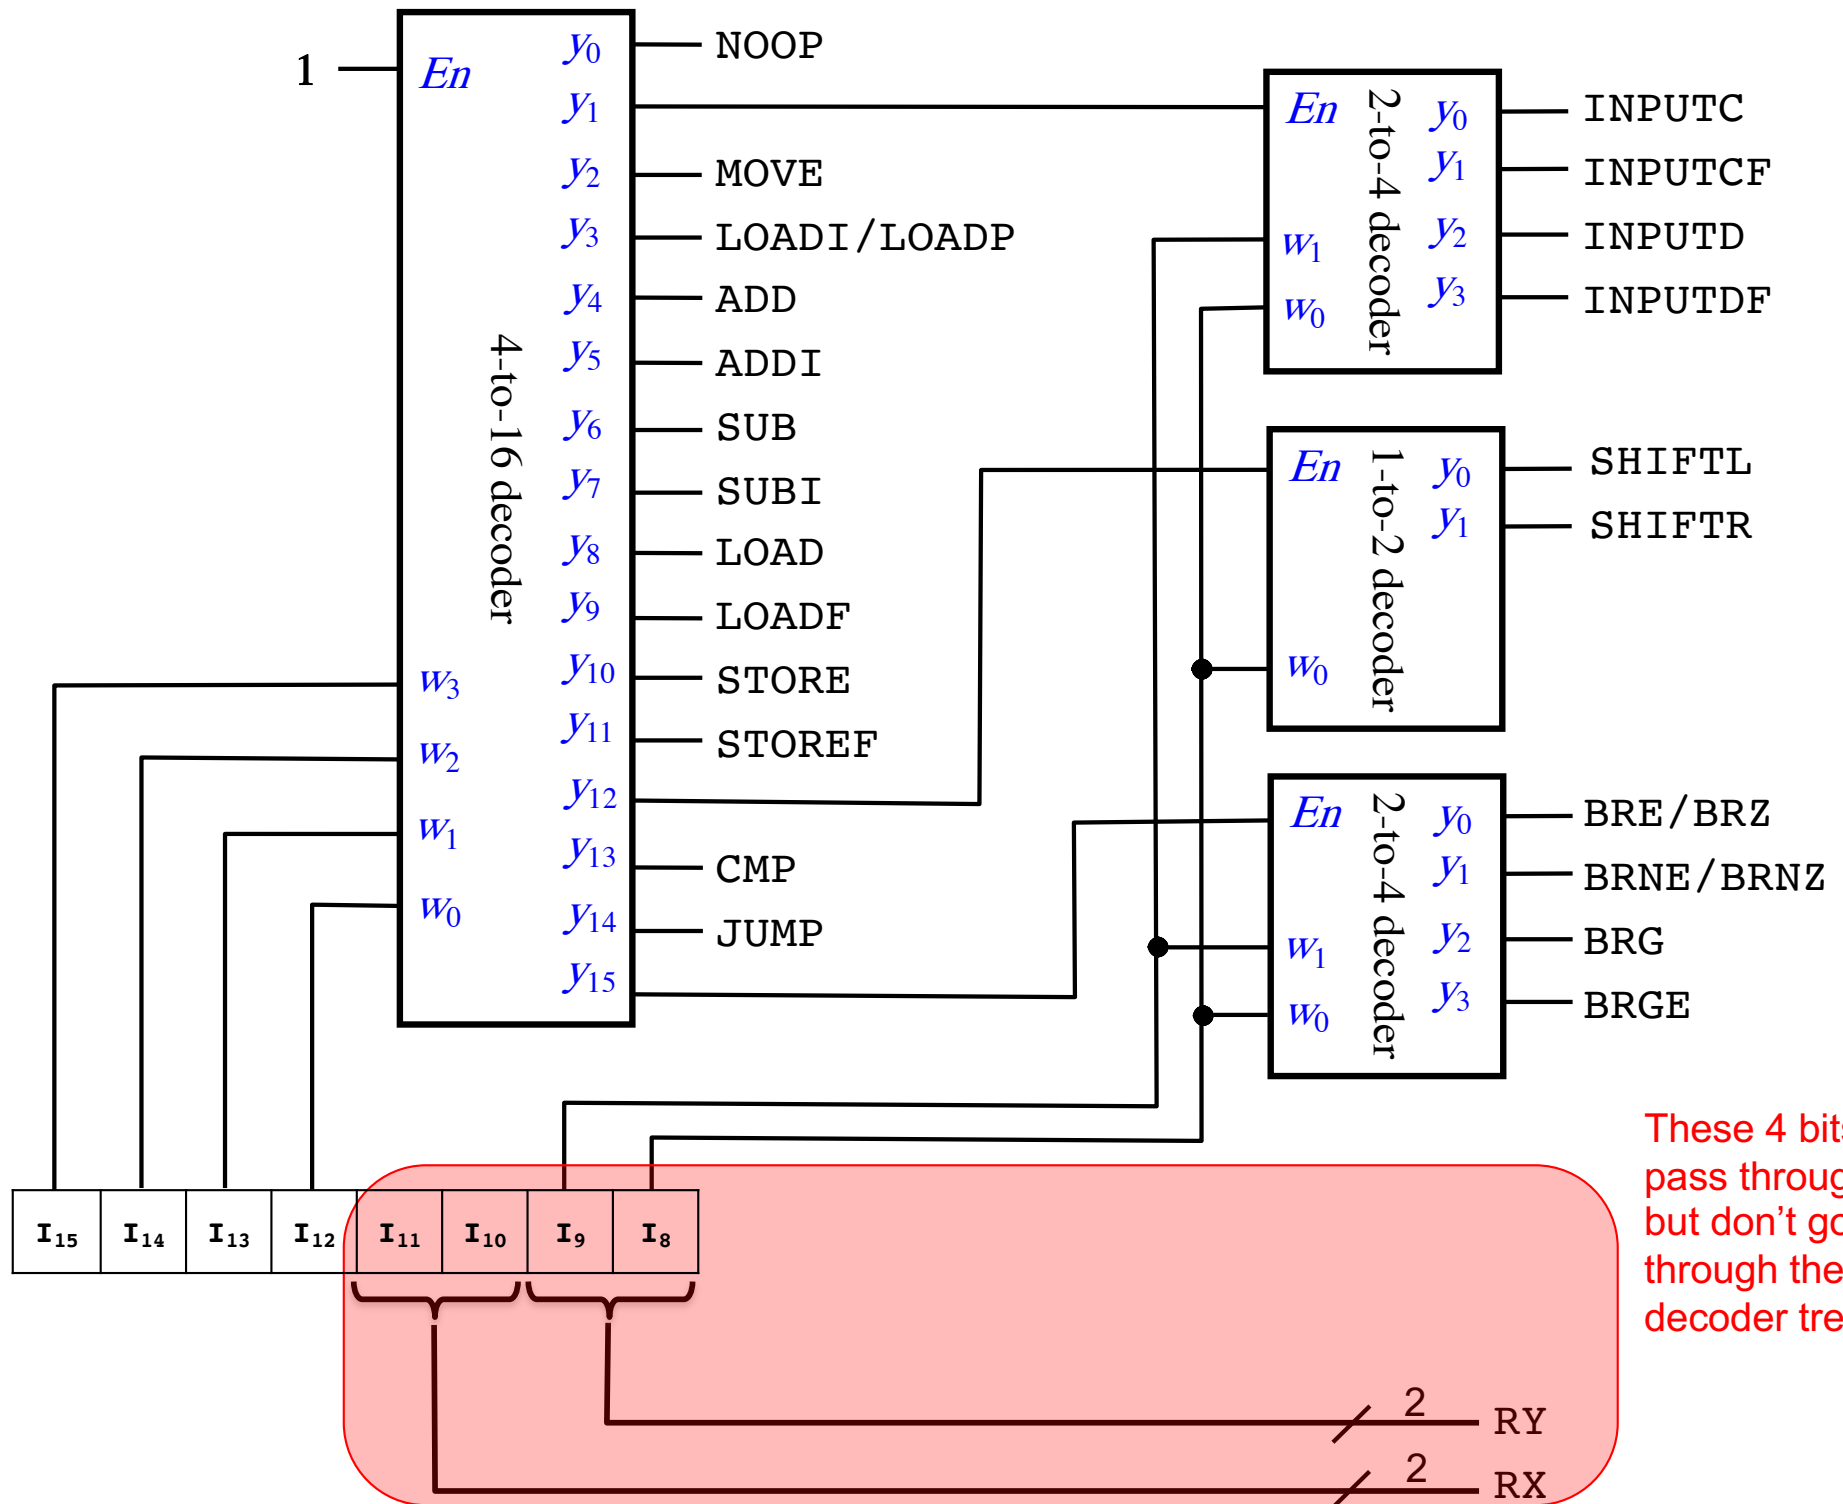 1
En
4-to-16 decoder
w3
w2
w1
w0
y0 NOOP
y1
y2 MOVE
y3 LOADI/LOADP
y4 ADD
y5 ADDI
y6 SUB
y7 SUBI
y8 LOAD
y9 LOADF
y10 STORE
y11 STOREF
y12
y13 CMP
y14 JUMP
y15
En
w1
w0
2-to-4 decoder
y0 INPUTC
y1 INPUTCF
y2 INPUTD
y3 INPUTDF
En
w0
1-to-2 decoder
y0 SHIFTL
y1 SHIFTR
En
w1
w0
2-to-4 decoder
y0 BRE/BRZ
y1 BRNE/BRNZ
y2 BRG
y3 BRGE
I15 I14 I13 I12 I11 I10 I9 I8
These 4
pass
but don't
through the
decoder
2 RY
2 RX